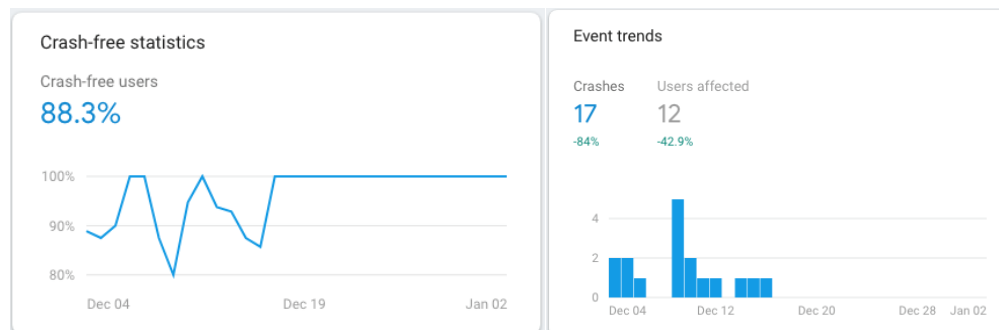 Crash-free statistics
Crash-free users
88.3%
100%
90%
80%
Dec 04
Dec 19
Jan 02
Event trends
Crashes
Users affected
17
12
-84%
-42.9%
4
2
0
Dec 04
Dec 12
Dec 20
Dec 28
Jan 02